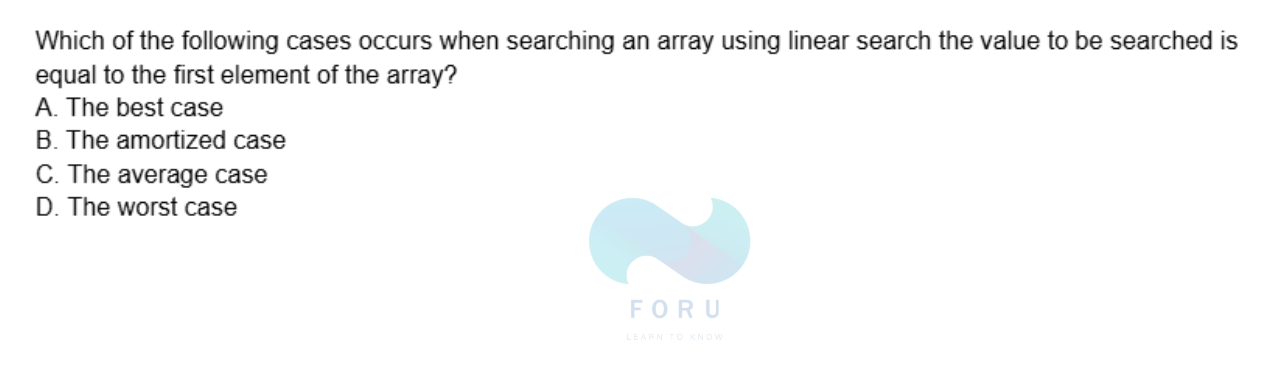 Which of the following cases occurs when searching an array using linear search the value to be searched is
equal to the first element of the array?
A. The best case
B. The amortized case
C. The average case
D. The worst case
FORU
LEARN TO KNOW